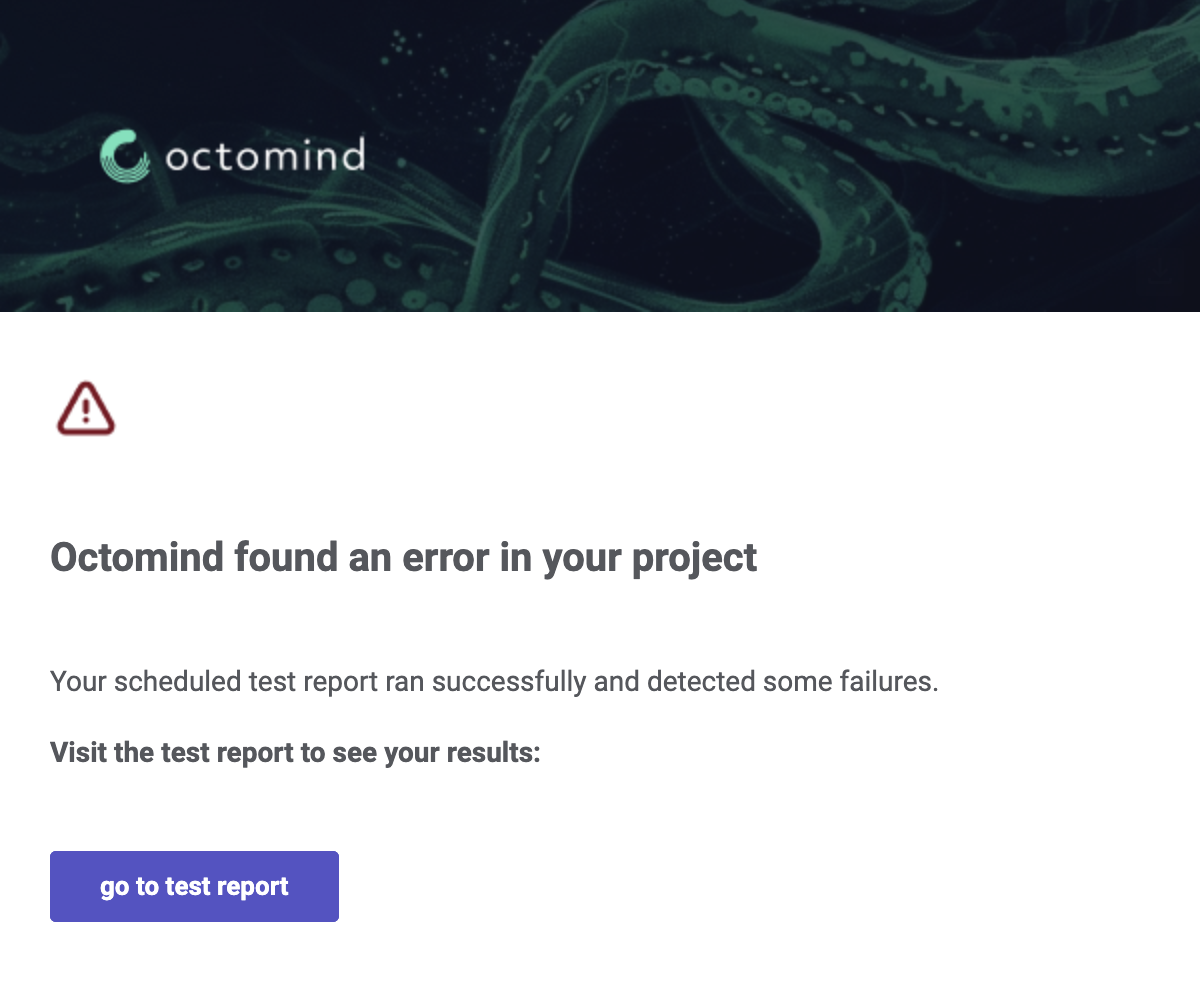 octomind
Octomind found an error in your project
Your scheduled test report ran successfully and detected some failures.
Visit the test report to see your results:
go to test report